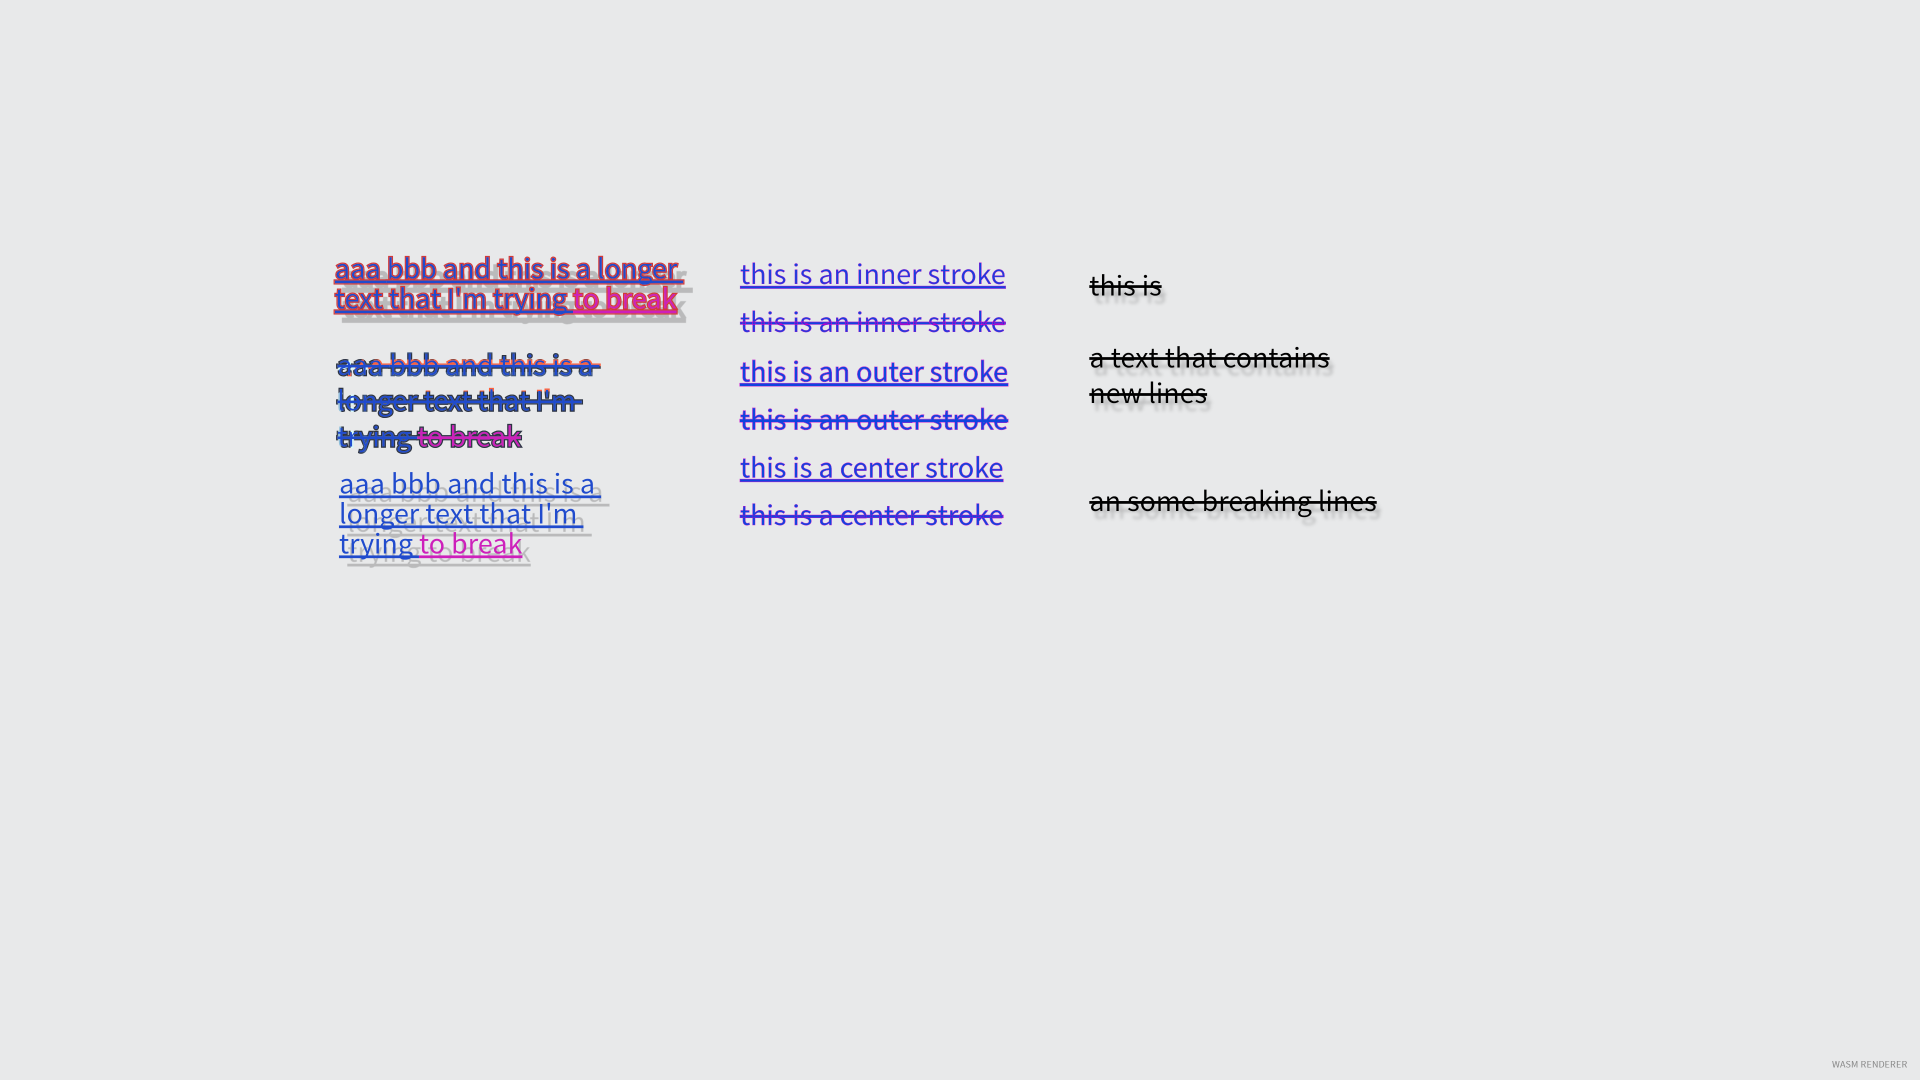 aaa bbb and this is a longer
text that I'm trying to break
aaa bbb and this is a
longer text that I'm
trying to break
aaa bbb and this is a
longer text that I'm
trying to break
this is an inner stroke
this is an inner stroke
this is an outer stroke
this is an outer stroke
this is a center stroke
this is a center stroke
this is
a text that contains
new lines
an some breaking lines
WASM RENDERER